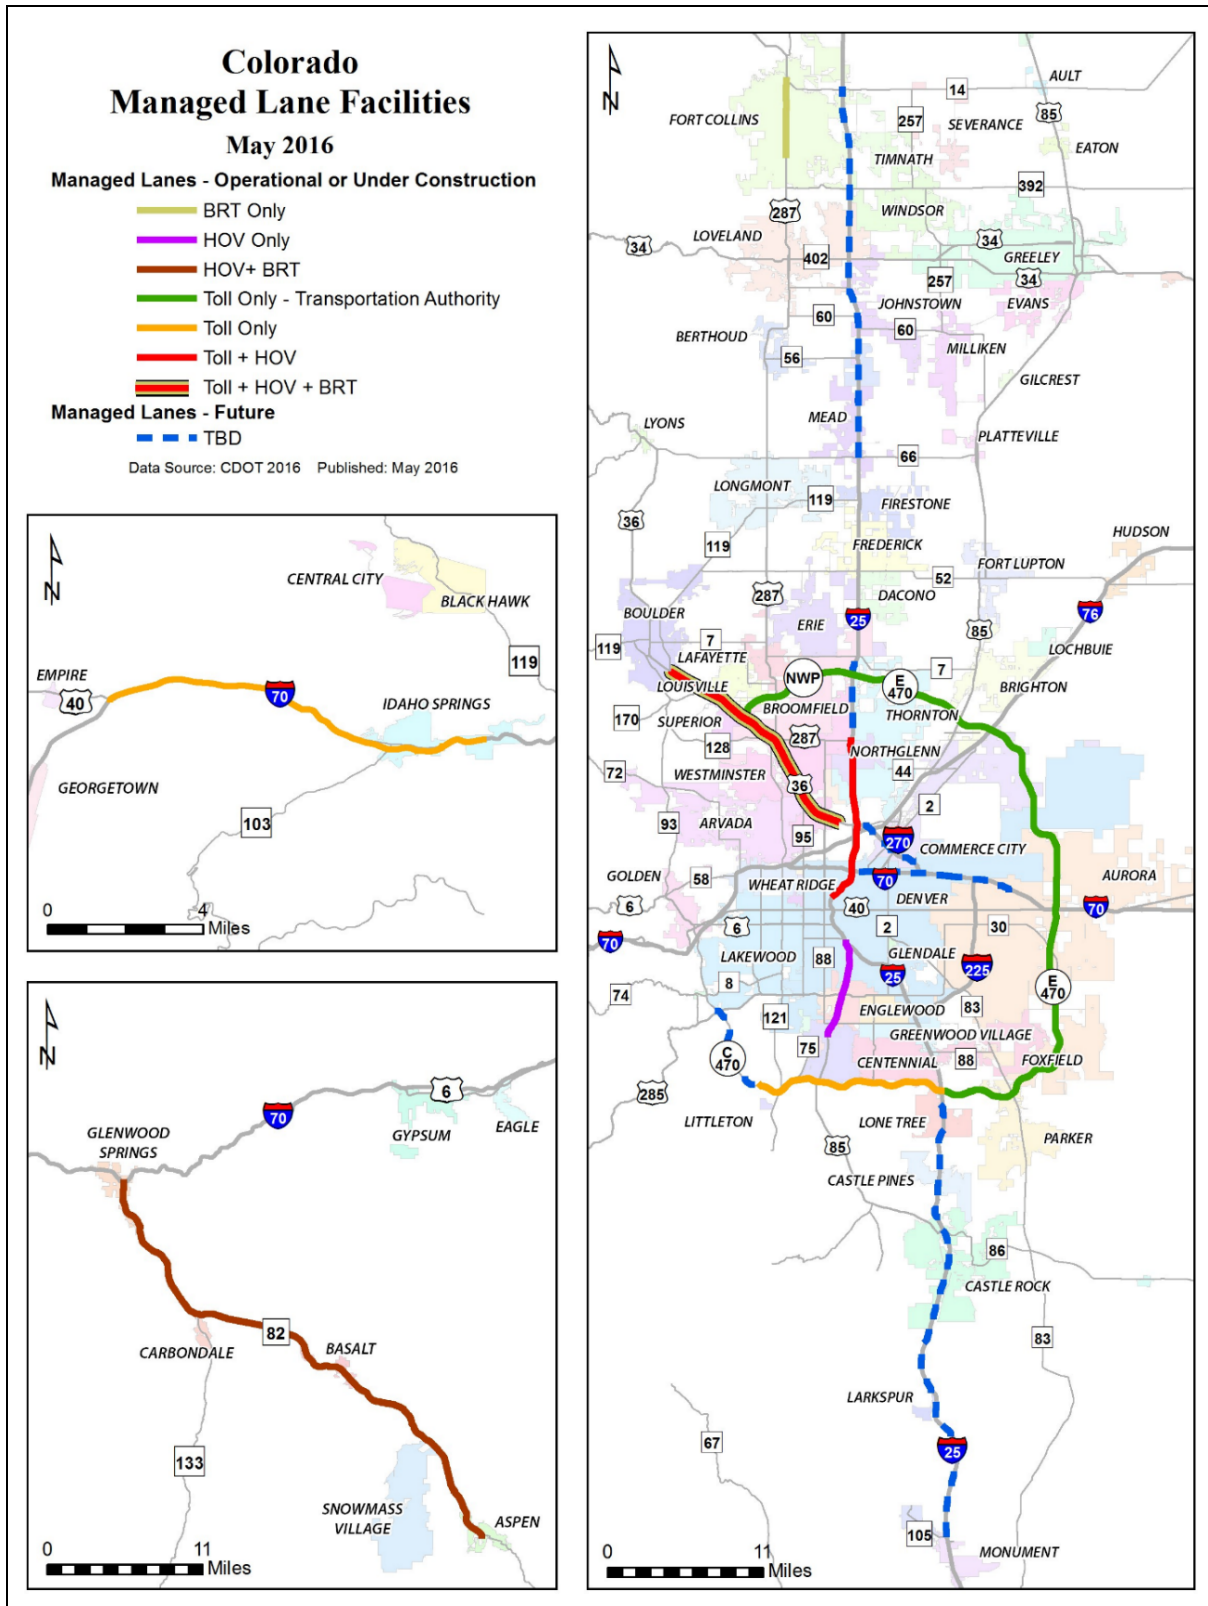 Colorado
Managed Lane Facilities
May 2016
Managed Lanes - Operational or Under Construction
BRT Only
HOV Only
HOV+ BRT
Toll Only - Transportation Authority
Toll Only
Toll + HOV
Toll + HOV + BRT
Managed Lanes - Future
TBD
Data Source: CDOT 2016 Published: May 2016
N
CENTRAL CITY
BLACK HAWK
119
EMPIRE
40
70
IDAHO SPRINGS
GEORGETOWN
103
0 4
Miles
N
6
70
GLENWOOD
SPRINGS
GYPSUM
EAGLE
82
CARBONDALE
BASALT
133
SNOWMASS
VILLAGE
ASPEN
0 11
Miles
N
AULT
14
85
FORT COLLINS
257
SEVERANCE
EATON
TIMNATH
392
287
WINDSOR
LOVELAND
34
34
402
GREELEY
34
257
JOHNSTOWN
EVANS
60
BERTHOUD
60
MILLIKEN
56
GILCREST
MEAD
LYONS
PLATTEVILLE
66
LONGMONT
119
FIRESTONE
36
HUDSON
119
FREDERICK
FORT LUPTON
52
287
DACONO
BOULDER
ERIE
25
76
85
119
7
LAFAYETTE
LOCHBUIE
7
LOUISVILLE
NWP
E
470
BRIGHTON
BROOMFIELD
THORNTON
170
SUPERIOR
287
128
NORTHGLENN
72
WESTMINSTER
44
36
2
93
ARVADA
95
270
COMMERCE CITY
GOLDEN
58
WHEAT RIDGE
70
AURORA
DENVER
6
40
70
6
2
30
70
LAKEWOOD
88
GLENDALE
25
225
74
8
E
470
121
ENGLEWOOD
83
GREENWOOD VILLAGE
75
C
470
CENTENNIAL
88
FOXFIELD
285
LITTLETON
LONE TREE
PARKER
85
CASTLE PINES
86
CASTLE ROCK
83
LARKSPUR
67
25
105
MONUMENT
0 11
Miles